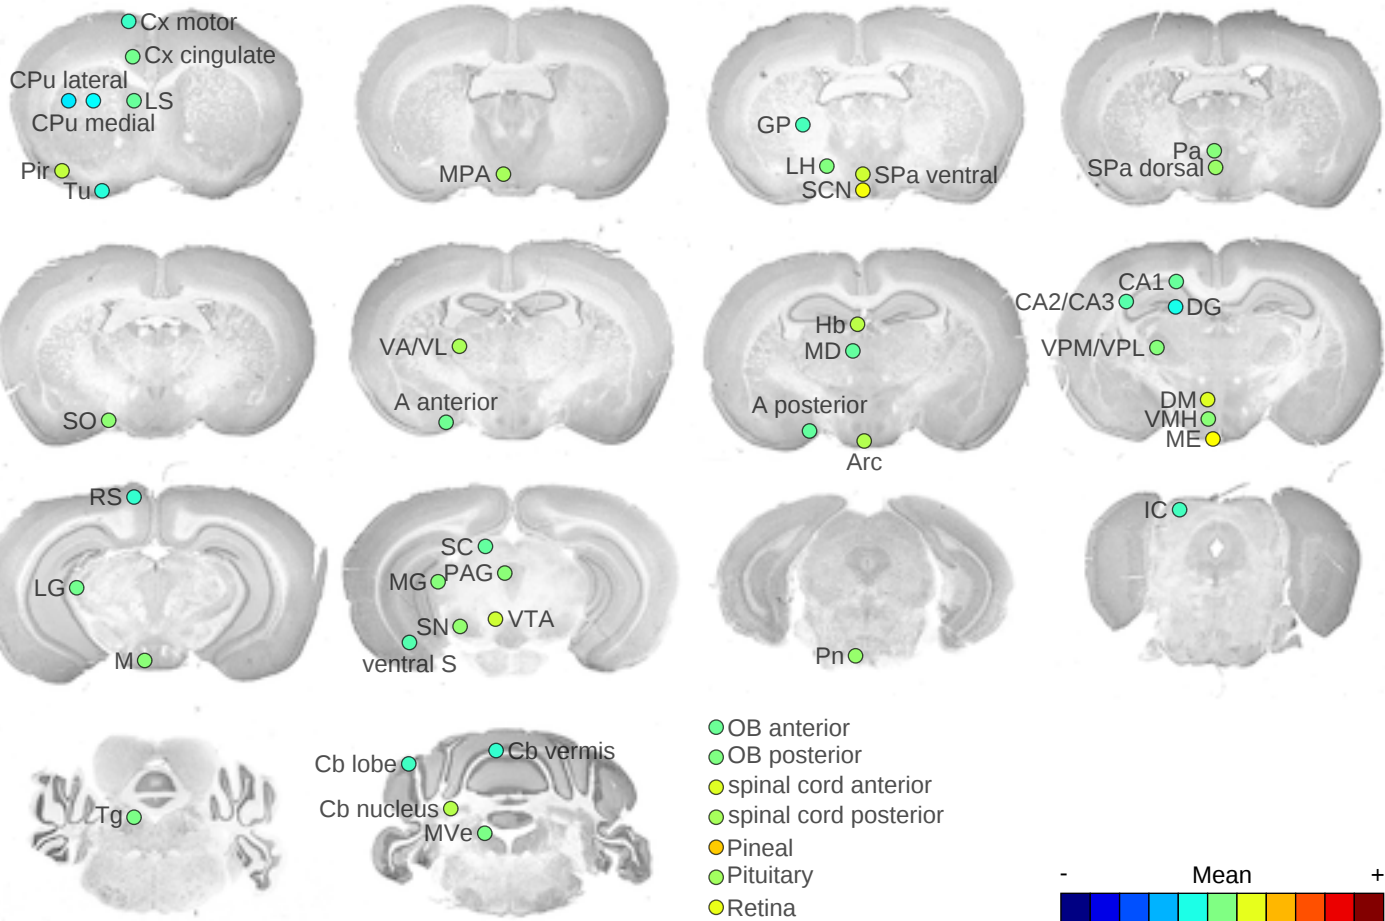 Cx motor
Cx cingulate
CPu lateral
LS
CPu medial
Pir
Tu
MPA
GP
LH
SPa ventral
SCN
Pa
SPa dorsal
SO
VA/VL
A anterior
Hb
MD
A posterior
Arc
CA1
CA2/CA3
DG
VPM/VPL
DM
VMH
ME
RS
LG
M
SC
MG
PAG
SN
VTA
ventral S
Pn
IC
Tg
Cb lobe
Cb vermis
Cb nucleus
MVe
OB anterior
OB posterior
spinal cord anterior
spinal cord posterior
Pineal
Pituitary
Retina
- Mean +